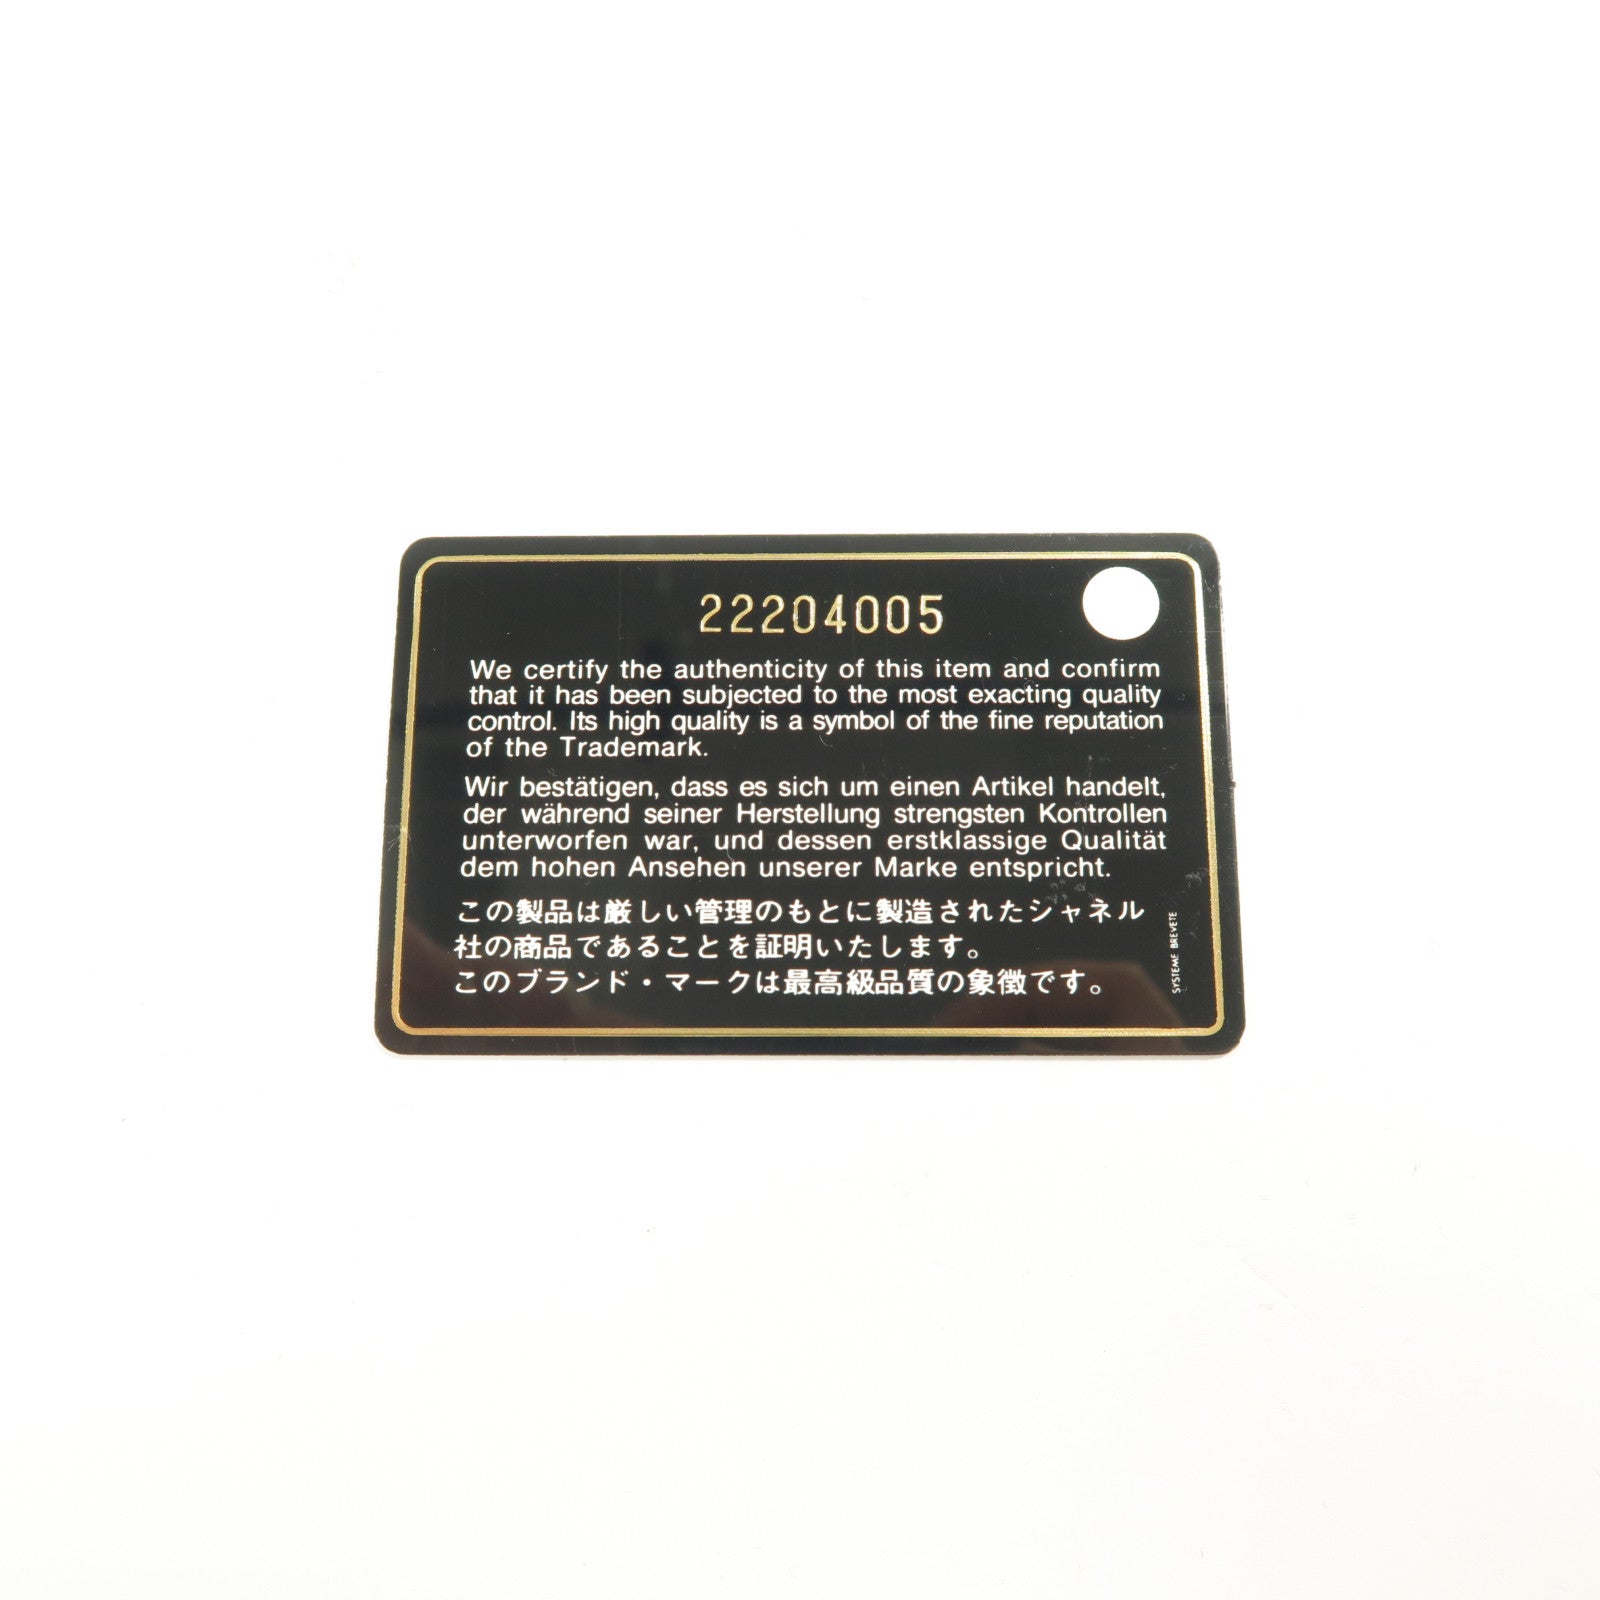 22204005
We certify the authenticity of this item and confirm
that it has been subjected to the most exacting quality
control. Its high quality is a symbol of the fine reputation
of the Trademark.
Wir bestätigen, dass es sich um einen Artikel handelt,
der während seiner Herstellung strengsten Kontrollen
unterworfen war, und dessen erstklassige Qualität
dem hohen Ansehen unserer Marke entspricht.
この製品は厳しい管理のもとに製造されたシャネル
社の商品であることを証明いたします。
このブランド・マークは最高級品質の象徴です。
SYSTEME BREVETE